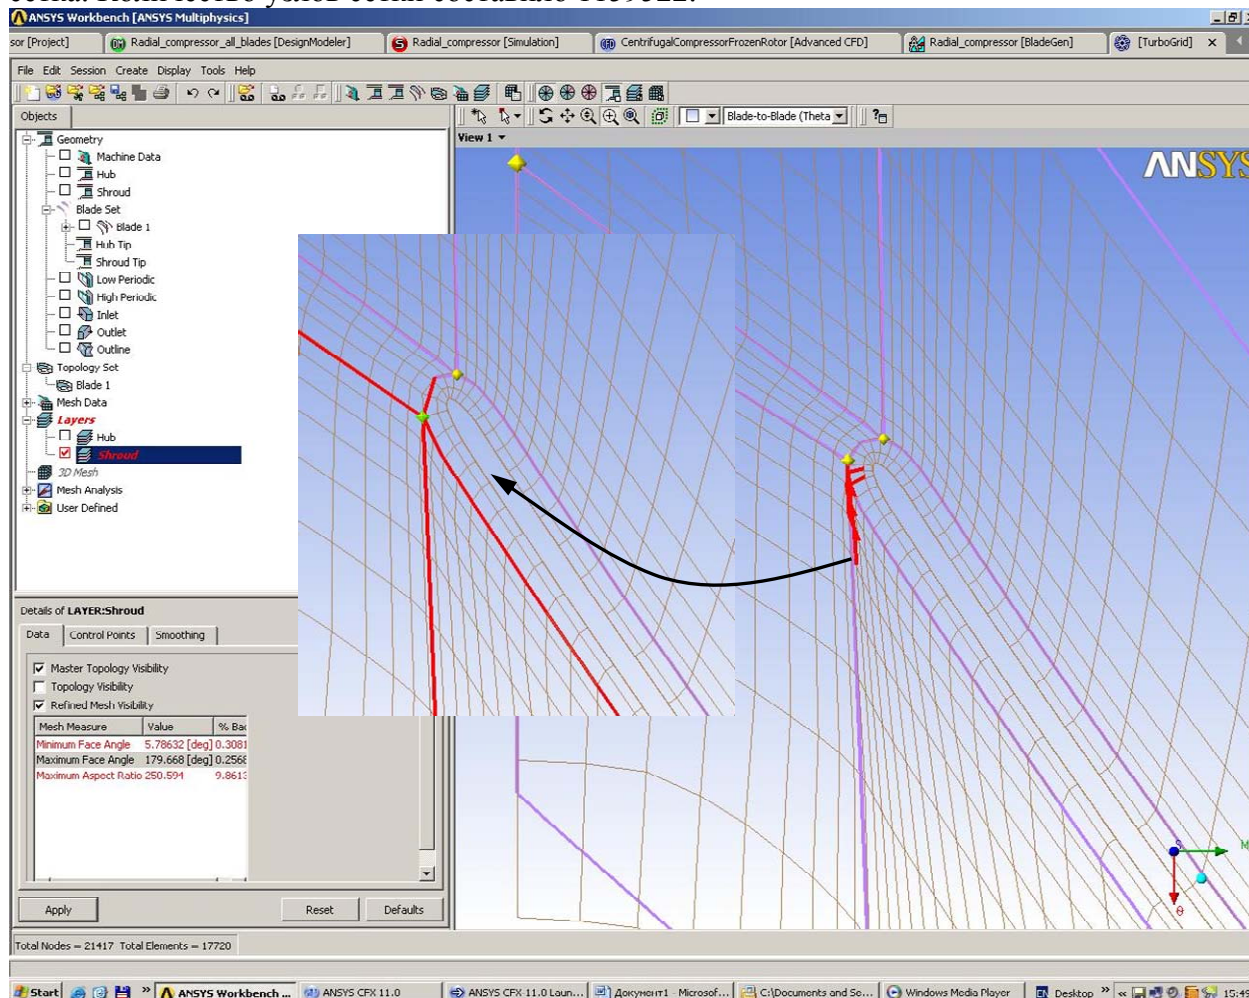 сетка. Количество узлов сетки составило 1159522.
ANSYS Workbench [ANSYS Multiphysics]
sor [Project] Radial_compressor_all_blades [DesignModeler] Radial_compressor [Simulation] CentrifugalCompressorFrozenRotor [Advanced CFD] Radial_compressor [BladeGen] [TurboGrid]
File Edit Session Create Display Tools Help
Objects
Blade-to-Blade (Theta
View 1
ANSYS
Geometry
Machine Data
Hub
Shroud
Blade Set
Blade 1
Hub Tip
Shroud Tip
Low Periodic
High Periodic
Inlet
Outlet
Outline
Topology Set
Blade 1
Mesh Data
Layers
Hub
Shroud
3D Mesh
Mesh Analysis
User Defined
Details of LAYER:Shroud
Data Control Points Smoothing
Master Topology Visibility
Topology Visibility
Refined Mesh Visibility
Mesh Measure Value % Bad
Minimum Face Angle 5.78632 [deg] 0.3081
Maximum Face Angle 179.668 [deg] 0.2568
Maximum Aspect Ratio 250.594 9.8613
S M
θ
Apply Reset Defaults
Total Nodes = 21417 Total Elements = 17720
Start ANSYS Workbench ... ANSYS CFX 11.0 ANSYS CFX-11.0 Laun... Документ1 - Microsof... C:\Documents and Se... Windows Media Player Desktop 15:49